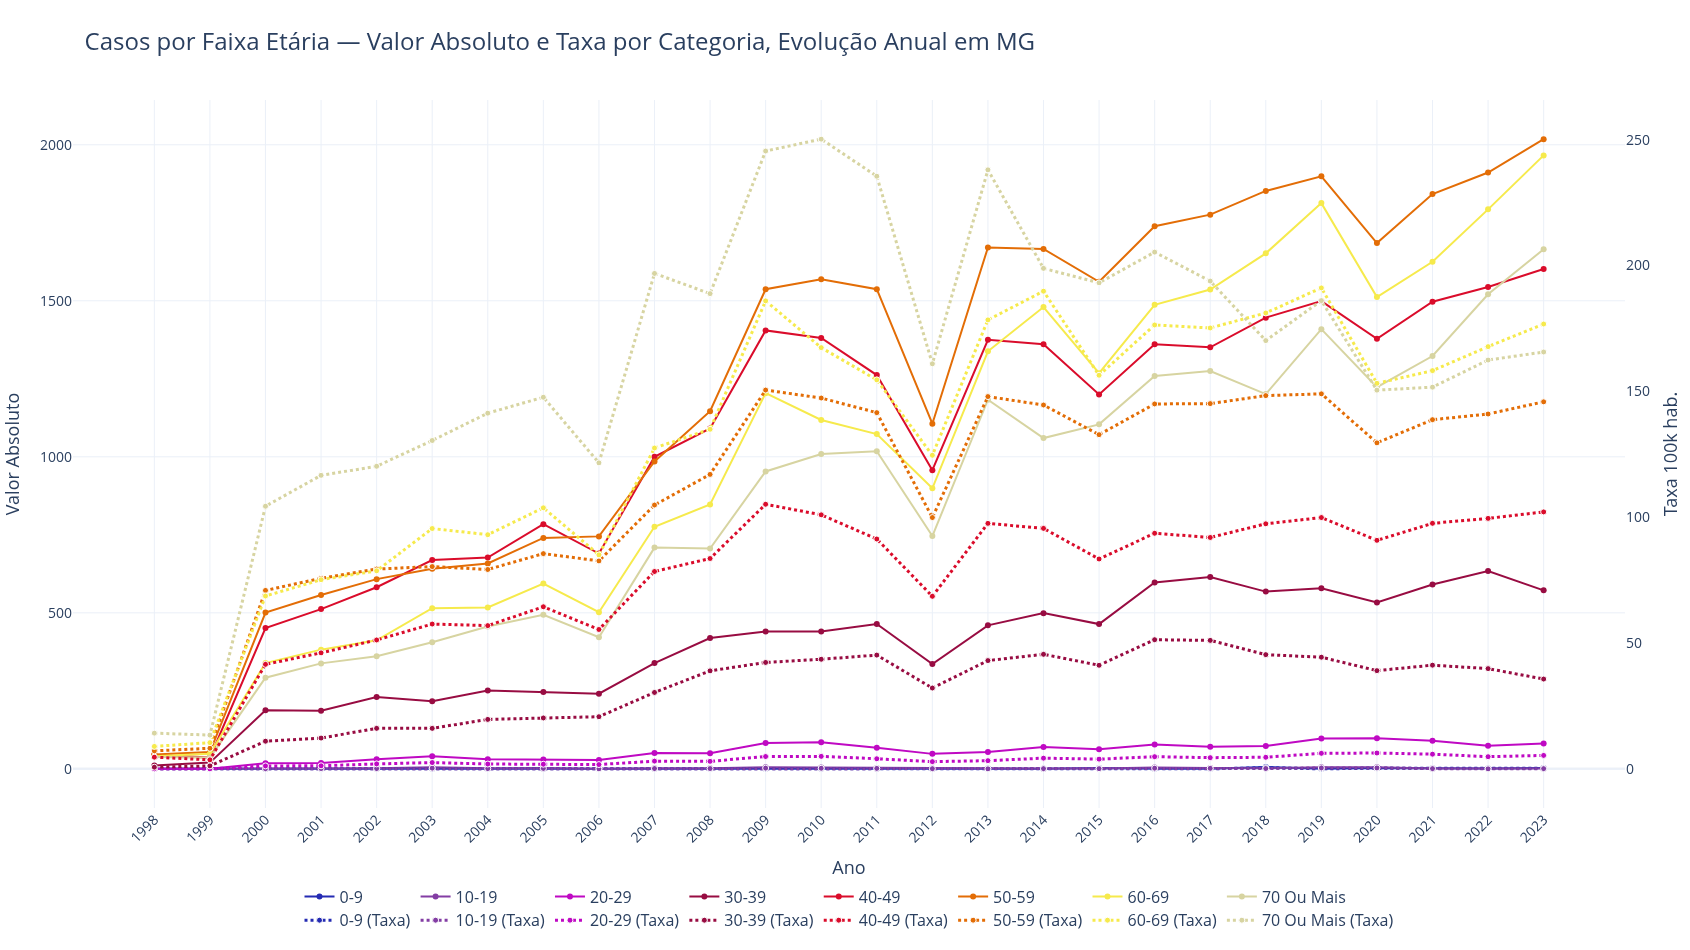 Casos por Faixa Etária — Valor Absoluto e Taxa por Categoria, Evolução Anual em MG
2000
1500
1000
500
0
Valor Absoluto
250
200
150
100
50
0
Taxa 100k hab.
1998 1999 2000 2001 2002 2003 2004 2005 2006 2007 2008 2009 2010 2011 2012 2013 2014 2015 2016 2017 2018 2019 2020 2021 2022 2023
Ano
0-9 10-19 20-29 30-39 40-49 50-59 60-69 70 Ou Mais
0-9 (Taxa) 10-19 (Taxa) 20-29 (Taxa) 30-39 (Taxa) 40-49 (Taxa) 50-59 (Taxa) 60-69 (Taxa) 70 Ou Mais (Taxa)